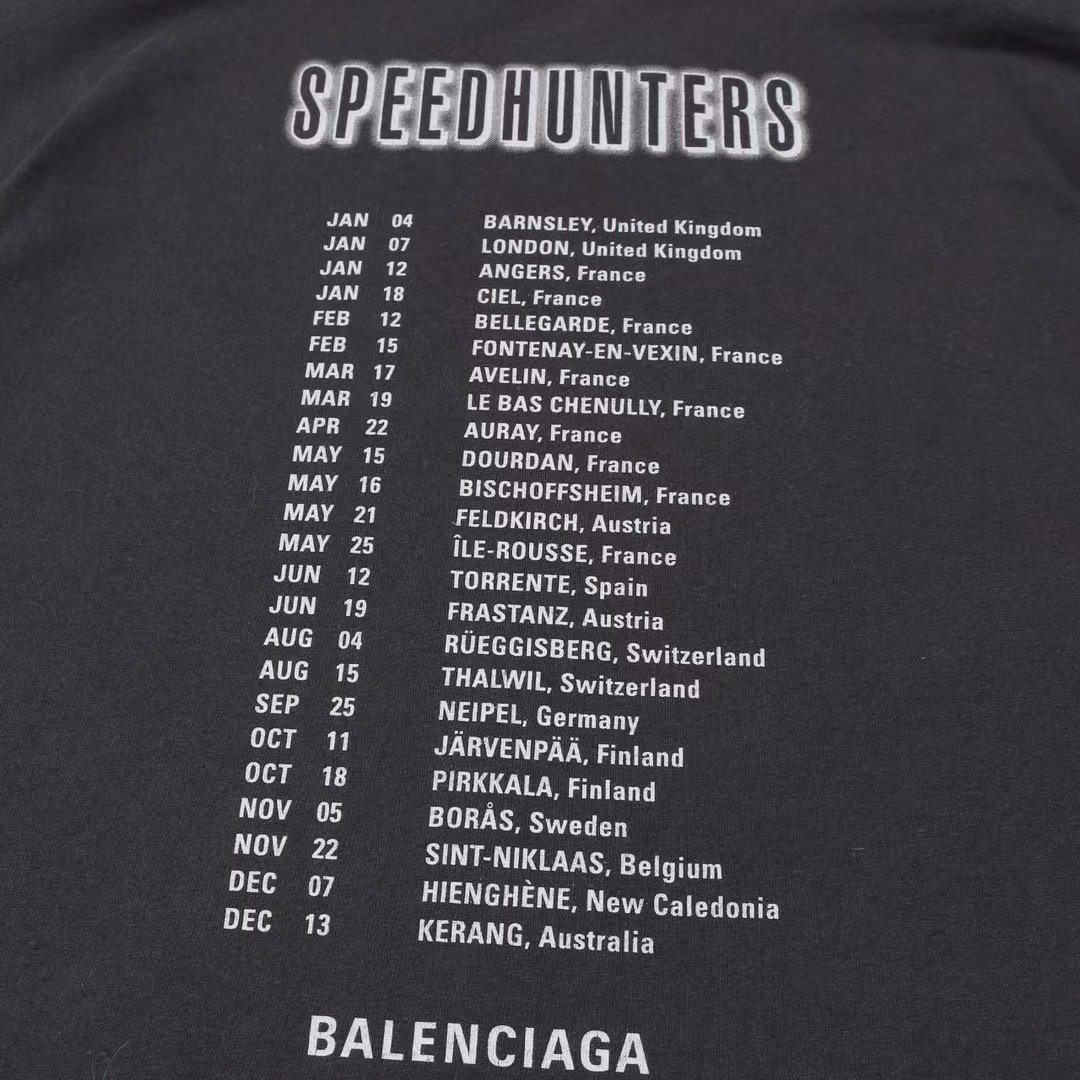 SPEEDHUNTERS
JAN 04 BARNSLEY, United Kingdom
JAN 07 LONDON, United Kingdom
JAN 12 ANGERS, France
JAN 18 CIEL, France
FEB 12 BELLEGARDE, France
FEB 15 FONTENAY-EN-VEXIN, France
MAR 17 AVELIN, France
MAR 19 LE BAS CHENULLY, France
APR 22 AURAY, France
MAY 15 DOURDAN, France
MAY 16 BISCHOFFSHEIM, France
MAY 21 FELDKIRCH, Austria
MAY 25 ÎLE-ROUSSE, France
JUN 12 TORRENTE, Spain
JUN 19 FRASTANZ, Austria
AUG 04 RÜEGGISBERG, Switzerland
AUG 15 THALWIL, Switzerland
SEP 25 NEIPEL, Germany
OCT 11 JÄRVENPÄÄ, Finland
OCT 18 PIRKKALA, Finland
NOV 05 BORÅS, Sweden
NOV 22 SINT-NIKLAAS, Belgium
DEC 07 HIENGHÈNE, New Caledonia
DEC 13 KERANG, Australia
BALENCIAGA